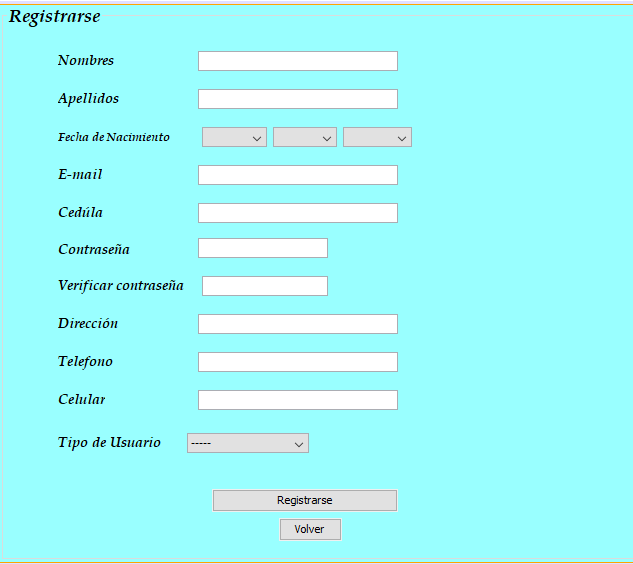 Registrarse
Nombres
Apellidos
Fecha de Nacimiento
E-mail
Cedúla
Contraseña
Verificar contraseña
Dirección
Telefono
Celular
Tipo de Usuario -----
Registrarse
Volver